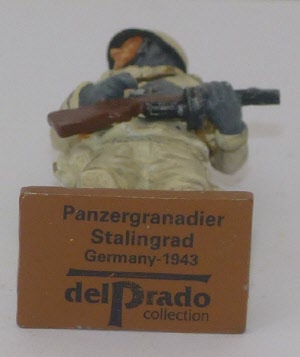 Panzergranadier
Stalingrad
Germany-1943
delPrado
collection